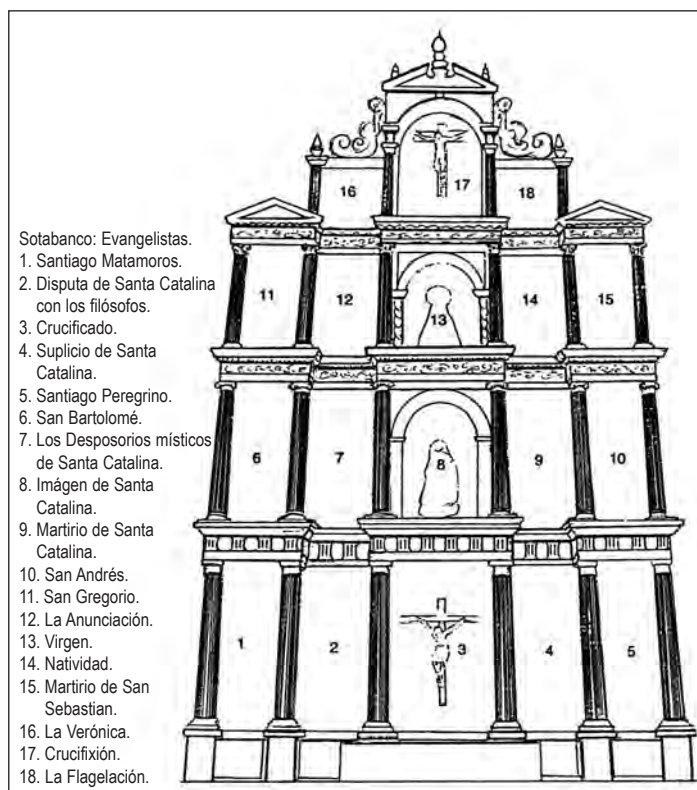 Sotabanco: Evangelistas.
1. Santiago Matamoros.
2. Disputa de Santa Catalina
con los filósofos.
3. Crucificado.
4. Suplicio de Santa
Catalina.
5. Santiago Peregrino.
6. San Bartolomé.
7. Los Desposorios místicos
de Santa Catalina.
8. Imágen de Santa
Catalina.
9. Martirio de Santa
Catalina.
10. San Andrés.
11. San Gregorio.
12. La Anunciación.
13. Virgen.
14. Natividad.
15. Martirio de San
Sebastian.
16. La Verónica.
17. Crucifixión.
18. La Flagelación.
16 17 18
11 12 13 14 15
6 7 8 9 10
1 2 3 4 5